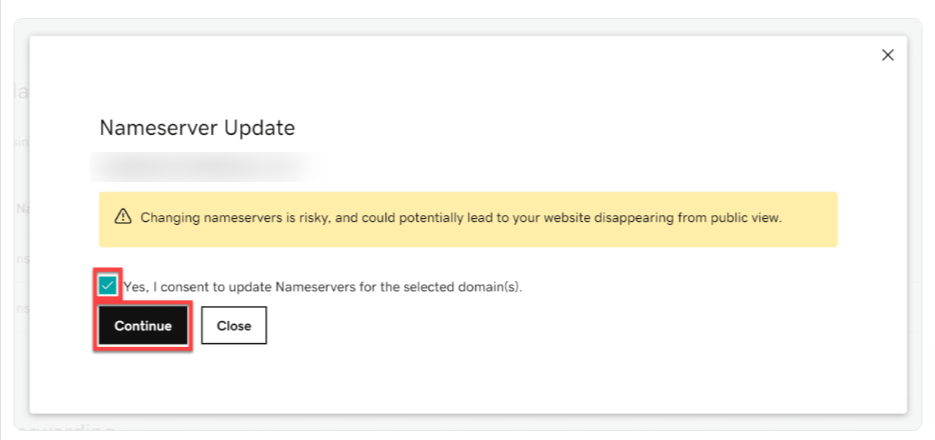 Nameserver Update
Changing nameservers is risky, and could potentially lead to your website disappearing from public view.
Yes, I consent to update Nameservers for the selected domain(s).
Continue
Close